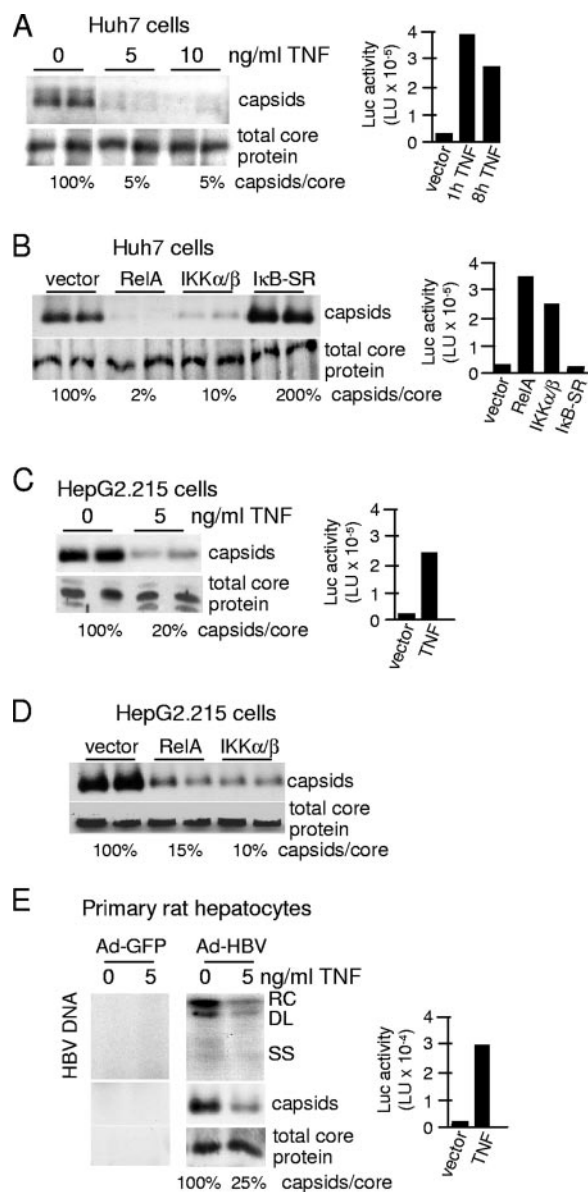 A
Huh7 cells
0 5 10 ng/ml TNF
capsids
total core
protein
100% 5% 5% capsids/core
Luc activity
(LU x 10-5)
4
3
2
1
0
vector
1h TNF
8h TNF
B
Huh7 cells
vector RelA IKKα/β IκB-SR
capsids
total core
protein
100% 2% 10% 200% capsids/core
Luc activity
(LU x 10-5)
4
3
2
1
0
vector
RelA
IKKα/β
IκB-SR
C
HepG2.215 cells
0 5 ng/ml TNF
capsids
total core
protein
100% 20% capsids/core
Luc activity
(LU x 10-5)
4
3
2
1
0
vector
TNF
D
HepG2.215 cells
vector RelA IKKα/β
capsids
total core
protein
100% 15% 10% capsids/core
E
Primary rat hepatocytes
Ad-GFP Ad-HBV
0 5 0 5 ng/ml TNF
HBV DNA
RC
DL
SS
capsids
total core
protein
100% 25% capsids/core
Luc activity
(LU x 10-4)
4
3
2
1
0
vector
TNF